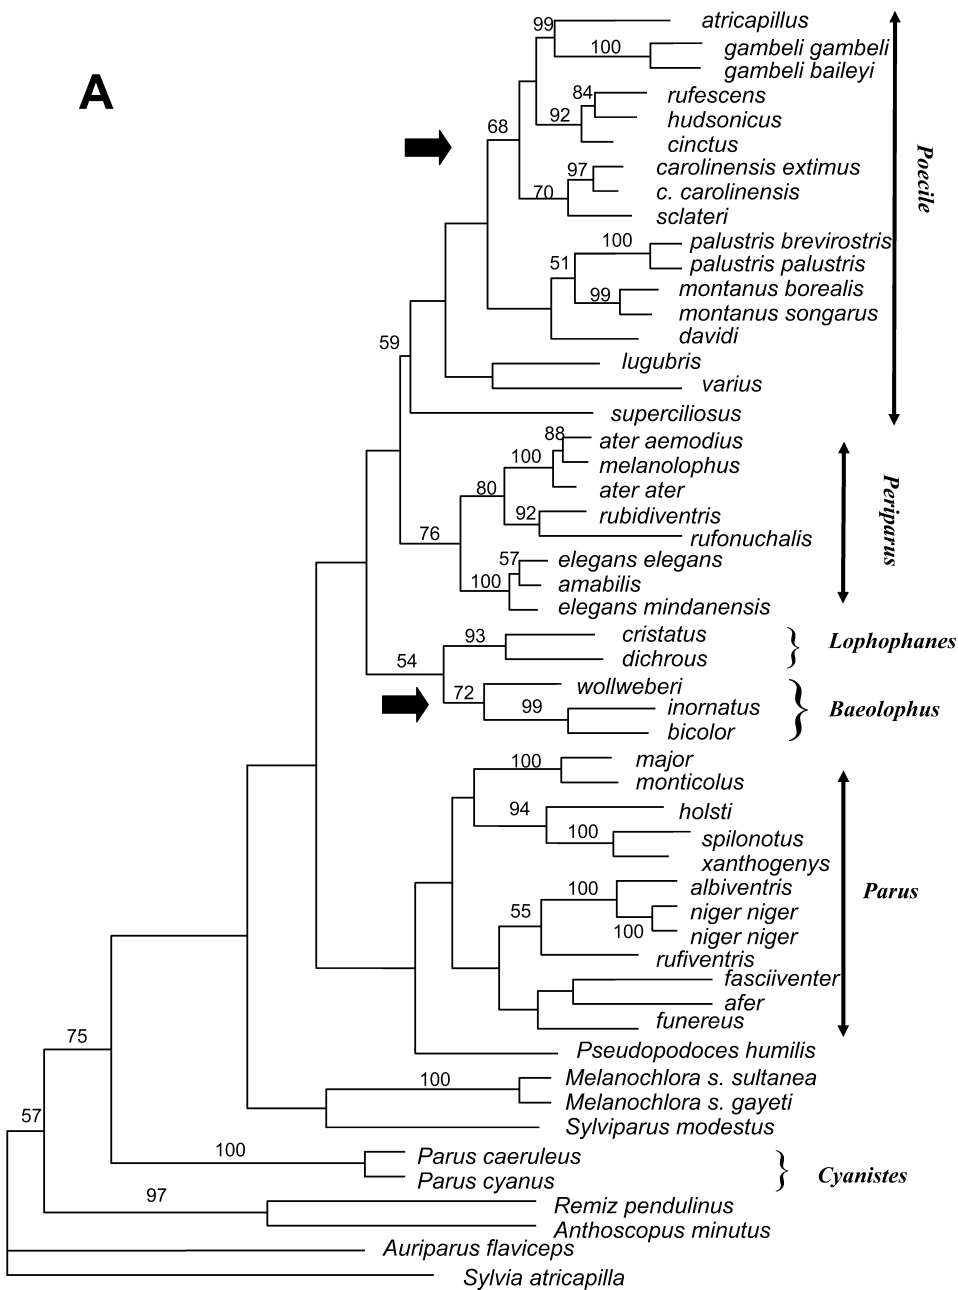 A
99
atricapillus
100
gambeli gambeli
gambeli baileyi
84
rufescens
92
hudsonicus
cinctus
68
97
carolinensis extimus
70
c. carolinensis
sclateri
Poecile
100
palustris brevirostris
palustris palustris
51
99
montanus borealis
montanus songarus
davidi
59
lugubris
varius
superciliosus
88
ater aemodius
100
melanolophus
80
ater ater
92
rubidiventris
rufonuchalis
76
Periparus
57
elegans elegans
100
amabilis
elegans mindanensis
93
cristatus
dichrous
Lophophanes
54
72
wollweberi
99
inornatus
bicolor
Baeolophus
100
major
monticolus
94
holsti
100
spilonotus
xanthogenys
100
albiventris
55
niger niger
100
niger niger
rufiventris
Parus
fasciiventer
afer
funereus
Pseudopodoces humilis
75
100
Melanochlora s. sultanea
Melanochlora s. gayeti
Sylviparus modestus
57
100
Parus caeruleus
Parus cyanus
Cyanistes
97
Remiz pendulinus
Anthoscopus minutus
Auriparus flaviceps
Sylvia atricapilla